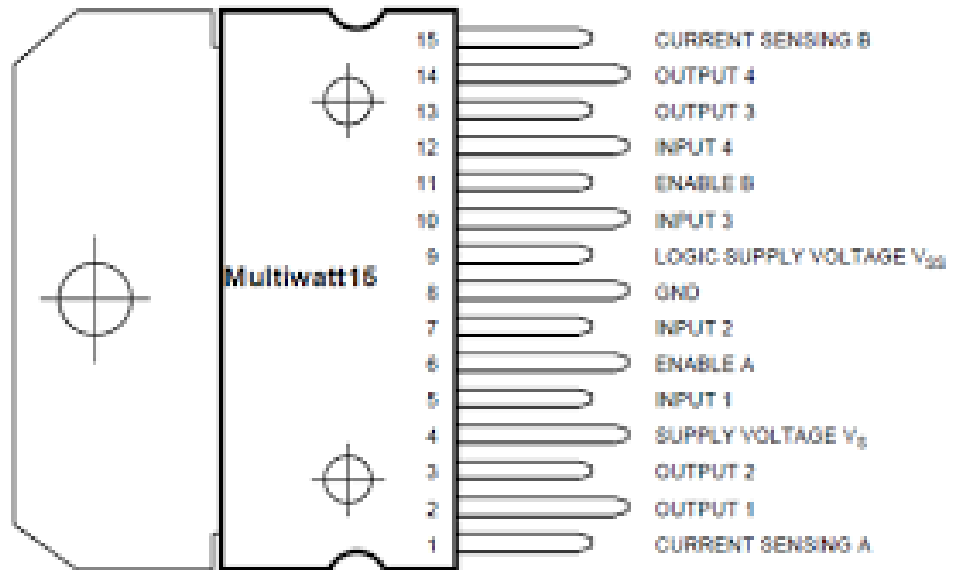 15 CURRENT SENSING B
14 OUTPUT 4
13 OUTPUT 3
12 INPUT 4
11 ENABLE B
10 INPUT 3
9 LOGIC SUPPLY VOLTAGE VSS
Multiwatt15
8 GND
7 INPUT 2
6 ENABLE A
5 INPUT 1
4 SUPPLY VOLTAGE VS
3 OUTPUT 2
2 OUTPUT 1
1 CURRENT SENSING A